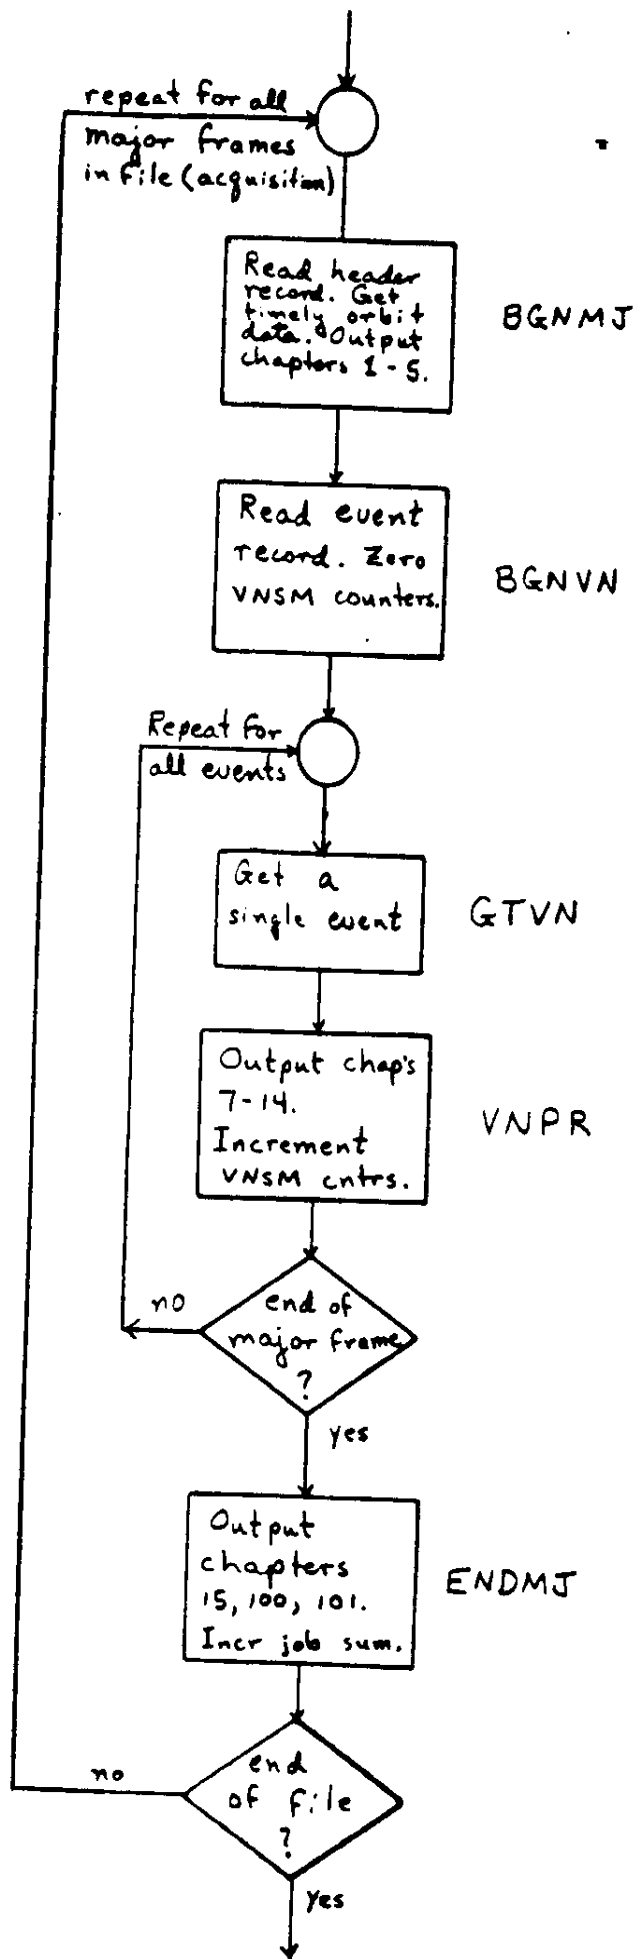 repeat for all
major frames
in file (acquisition)
Read header
record. Get
timely orbit
data. Output
chapters 1-5.
BGNMJ
Read event
record. Zero
VNSM counters.
BGNVN
Repeat for
all events
Get a
single event
GTVN
Output chap's
7-14.
Increment
VNSM cntrs.
VNPR
no
end of
major frame
?
yes
Output
chapters
15, 100, 101.
Incr job sum.
ENDMJ
no
end
of file
?
yes